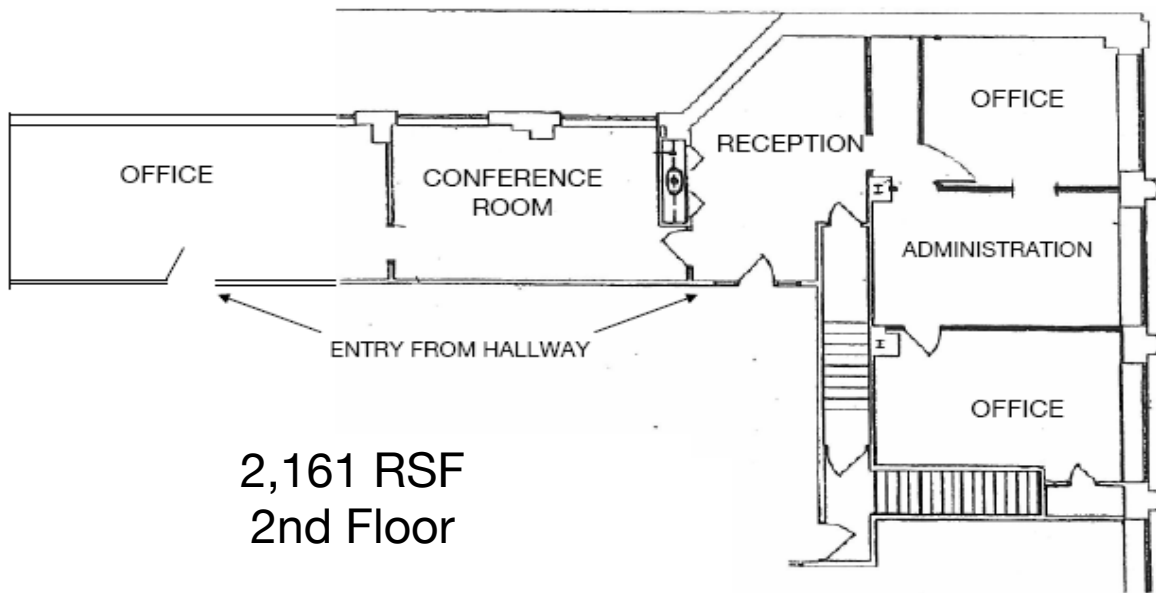 OFFICE
RECEPTION
OFFICE
CONFERENCE
ROOM
H
ADMINISTRATION
ENTRY FROM HALLWAY
H
OFFICE
2,161 RSF
2nd Floor